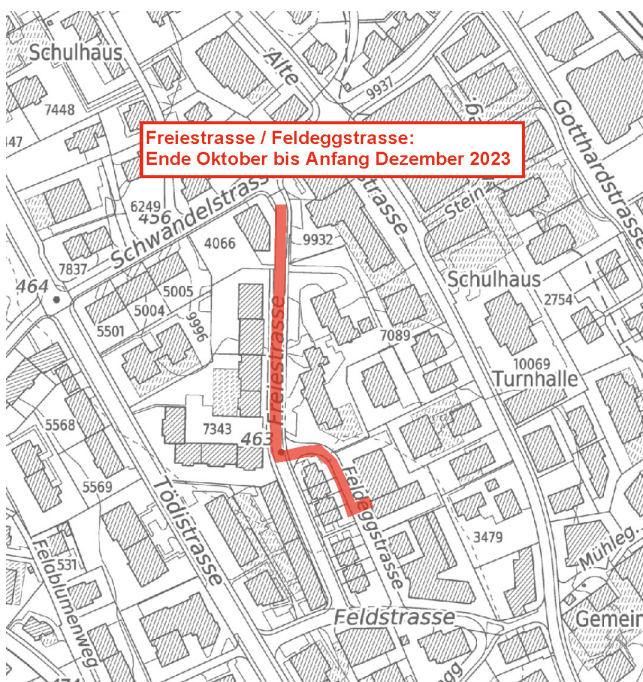 Schulhaus
Alte
9937
7448
Gotthardstrasse
Freiestrasse / Feldeggstrasse:
Ende Oktober bis Anfang Dezember 2023
6249
456
Schwandelstrass
4066
9932
Stein
7837
464
5005
5004
5501
9996
Schulhaus
2754
7089
10069
Turnhalle
Freiestrasse
7343
463
5568
5569
Tödistrasse
Feldeggstrasse
3479
Mühleg.
531
Feldblumenweg
Feldstrasse
Gemein
474